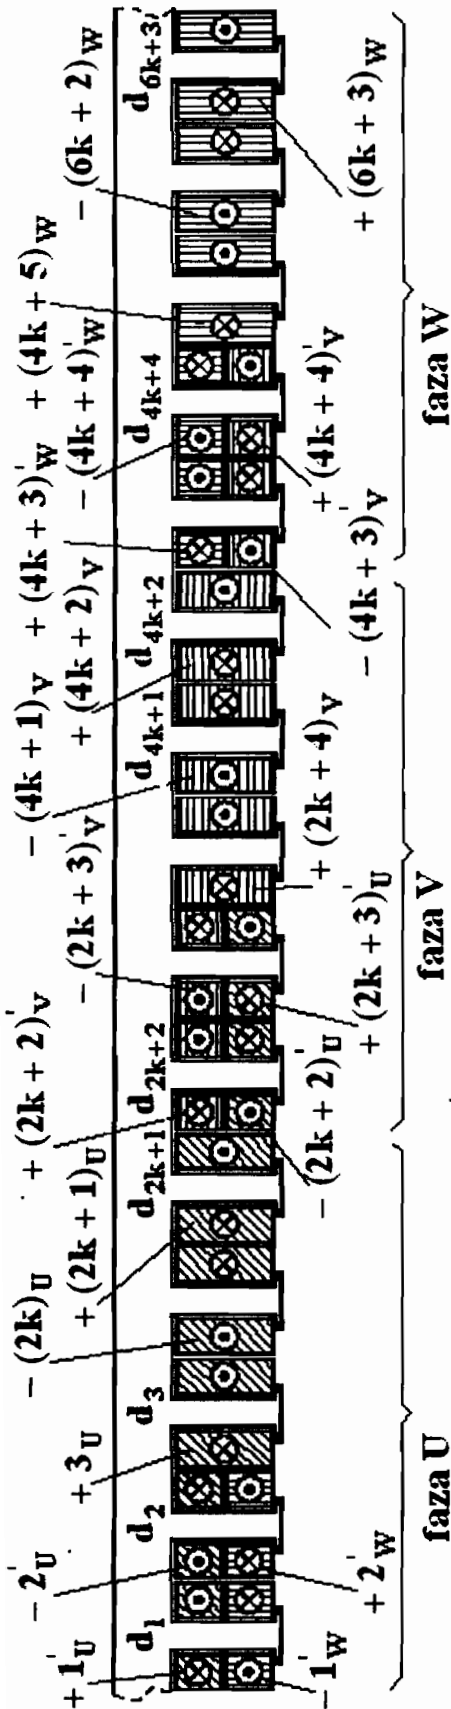 +1'U
−2'U
+3U
−(2k)U
+(2k+1)U
+(2k+2)'V
−(2k+3)'V
−(4k+1)V
+(4k+2)V
+(4k+3)'W
−(4k+4)'W
+(4k+5)W
−(6k+2)W
d1
d2
d3
d2k+1
d2k+2
d4k+1
d4k+2
d4k+4
d6k+3
−1'W
+2'W
−(2k+2)'U
+(2k+3)'U
+(2k+4)V
−(4k+3)'V
+(4k+4)'V
+(6k+3)W
faza U
faza V
faza W